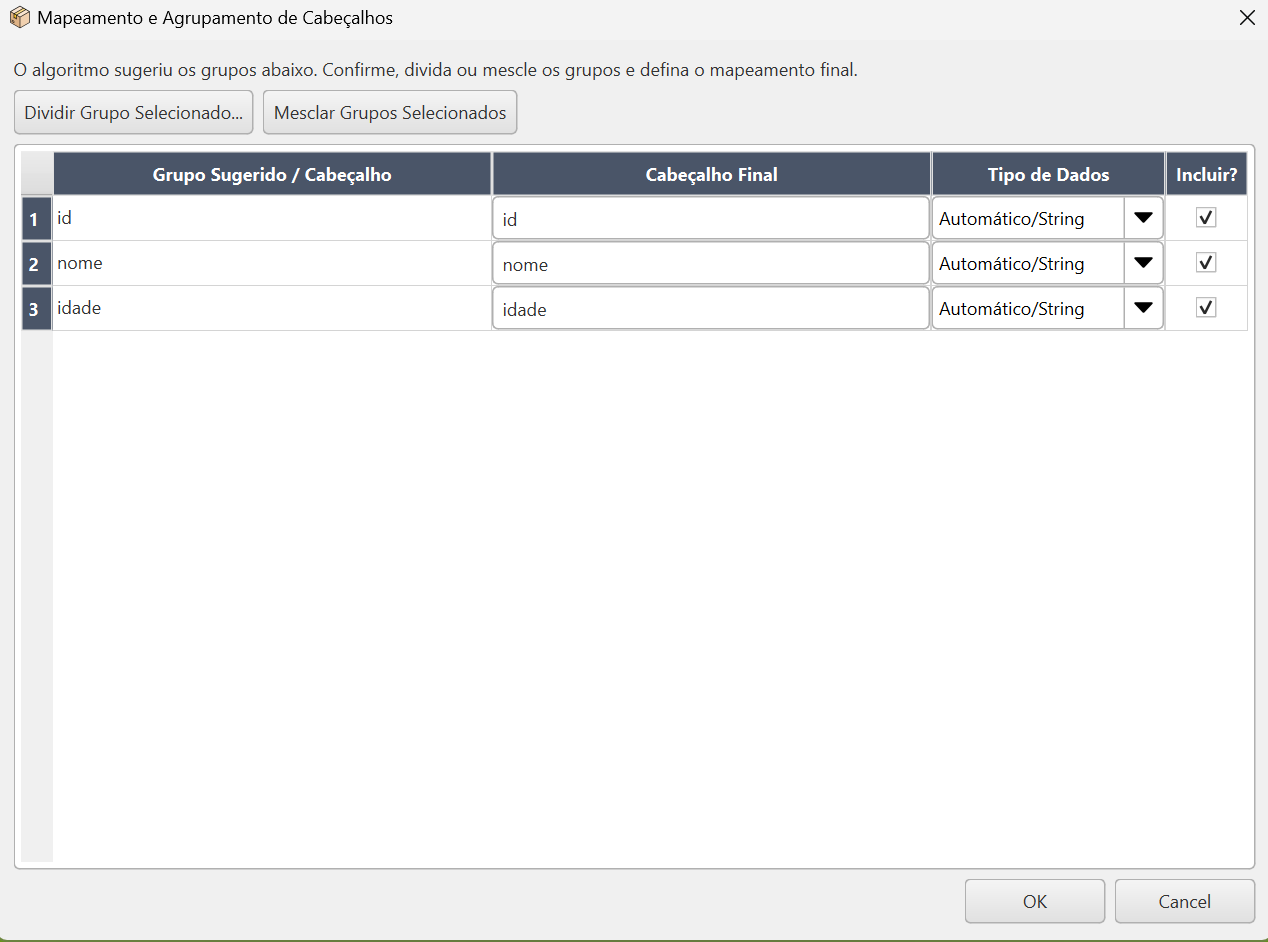 Mapeamento e Agrupamento de Cabeçalhos
O algoritmo sugeriu os grupos abaixo. Confirme, divida ou mescle os grupos e defina o mapeamento final.
Dividir Grupo Selecionado... Mesclar Grupos Selecionados
Grupo Sugerido / Cabeçalho Cabeçalho Final Tipo de Dados Incluir?
1 id id Automático/String
2 nome nome Automático/String
3 idade idade Automático/String
OK Cancel